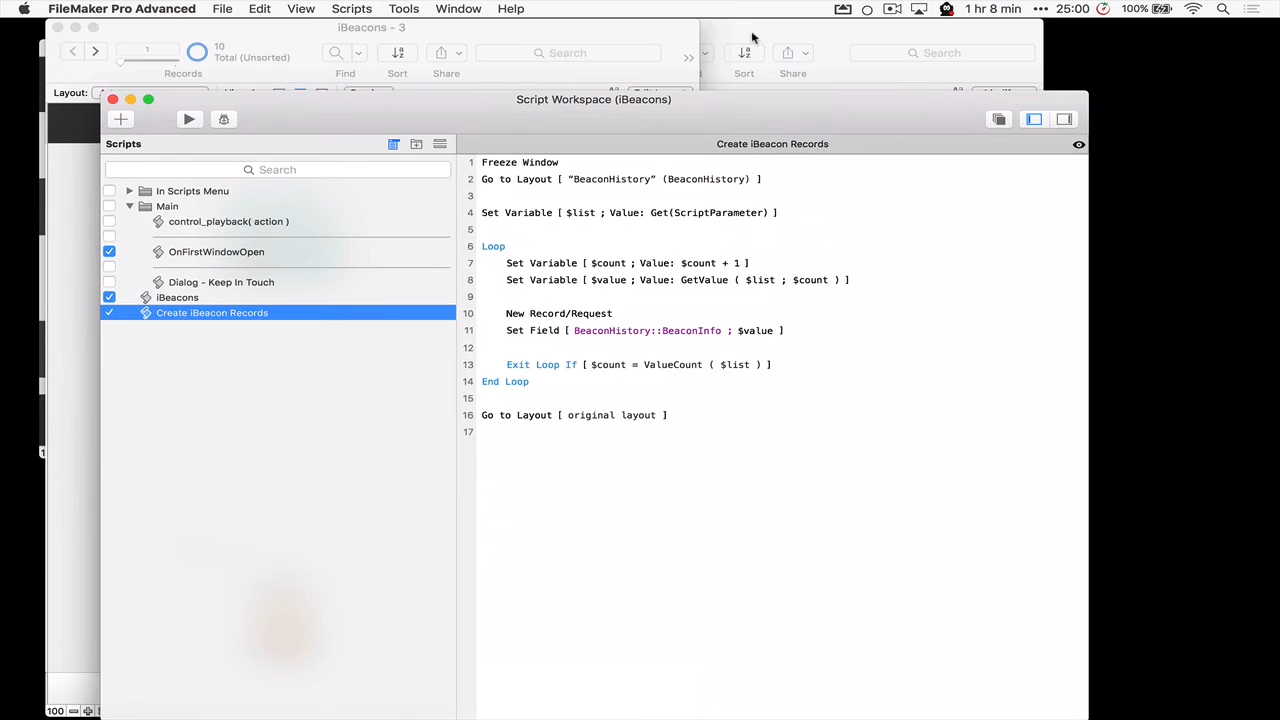 FileMaker Pro Advanced File Edit View Scripts Tools Window Help 1 hr 8 min 25:00 100%
iBeacons - 3
1
10
Total (Unsorted)
Search
Search
Records Find Sort Share Sort Share
Layout:
Script Workspace (iBeacons)
Scripts
Create iBeacon Records
Search
In Scripts Menu
Main
control_playback( action )
OnFirstWindowOpen
Dialog - Keep In Touch
iBeacons
Create iBeacon Records
1 Freeze Window
2 Go to Layout [ “BeaconHistory” (BeaconHistory) ]
3
4 Set Variable [ $list ; Value: Get(ScriptParameter) ]
5
6 Loop
7 Set Variable [ $count ; Value: $count + 1 ]
8 Set Variable [ $value ; Value: GetValue ( $list ; $count ) ]
9
10 New Record/Request
11 Set Field [ BeaconHistory::BeaconInfo ; $value ]
12
13 Exit Loop If [ $count = ValueCount ( $list ) ]
14 End Loop
15
16 Go to Layout [ original layout ]
17
100